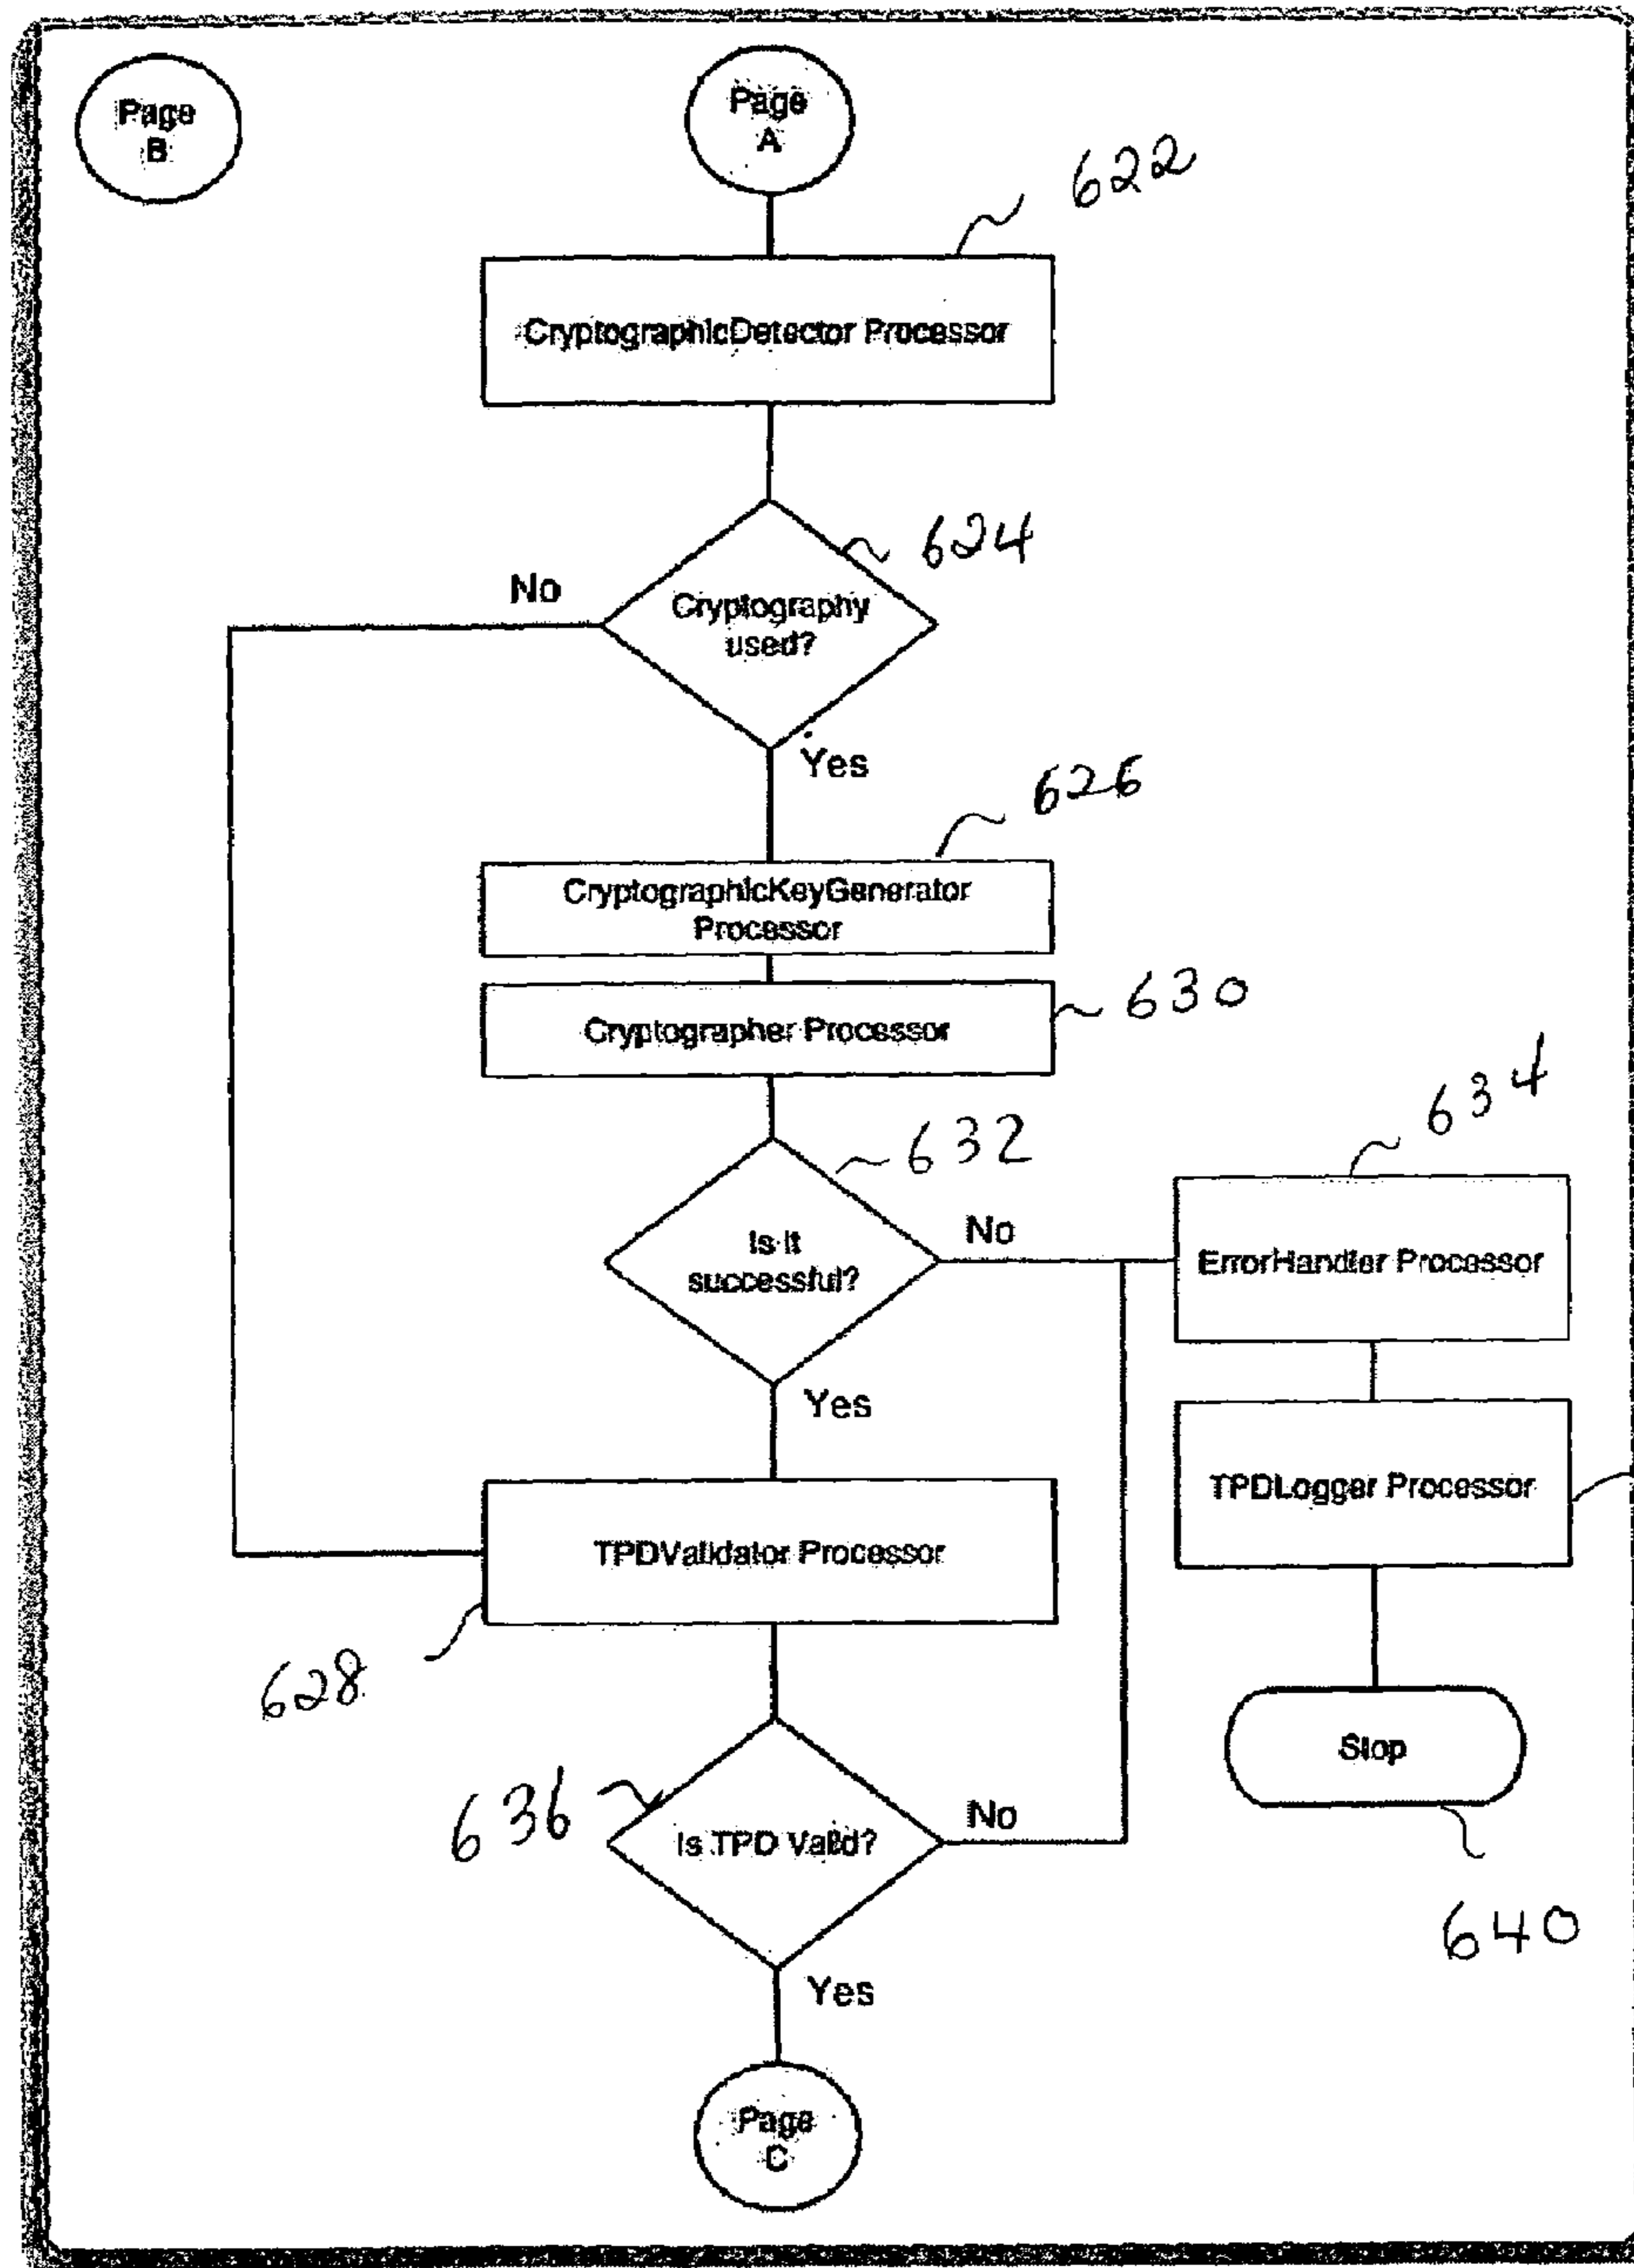 Page
B
Page
A
622
CryptographicDetector Processor
624
No
Cryptography
used?
Yes
626
CryptographicKeyGenerator
Processor
630
Cryptographer Processor
634
632
No
Is it
successful?
ErrorHandler Processor
Yes
TPDLogger Processor
TPDValidator Processor
628
Stop
636
No
Is TPD Valid?
640
Yes
Page
C